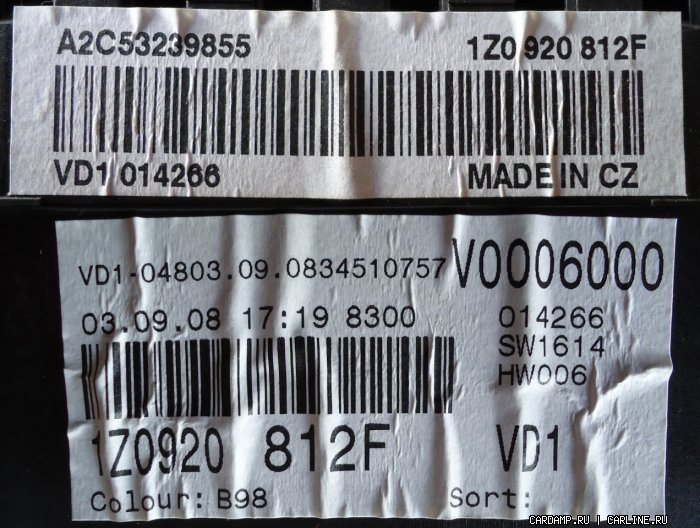 A2C53239855 1Z0 920 812F
VD1 014266 MADE IN CZ
VD1-04803.09.0834510757 V0006000
03.09.08 17:19 8300 014266
SW1614
HW006
1Z0920 812F VD1
Colour: B98 Sort:
CARDAMP.RU | CARLINE.RU